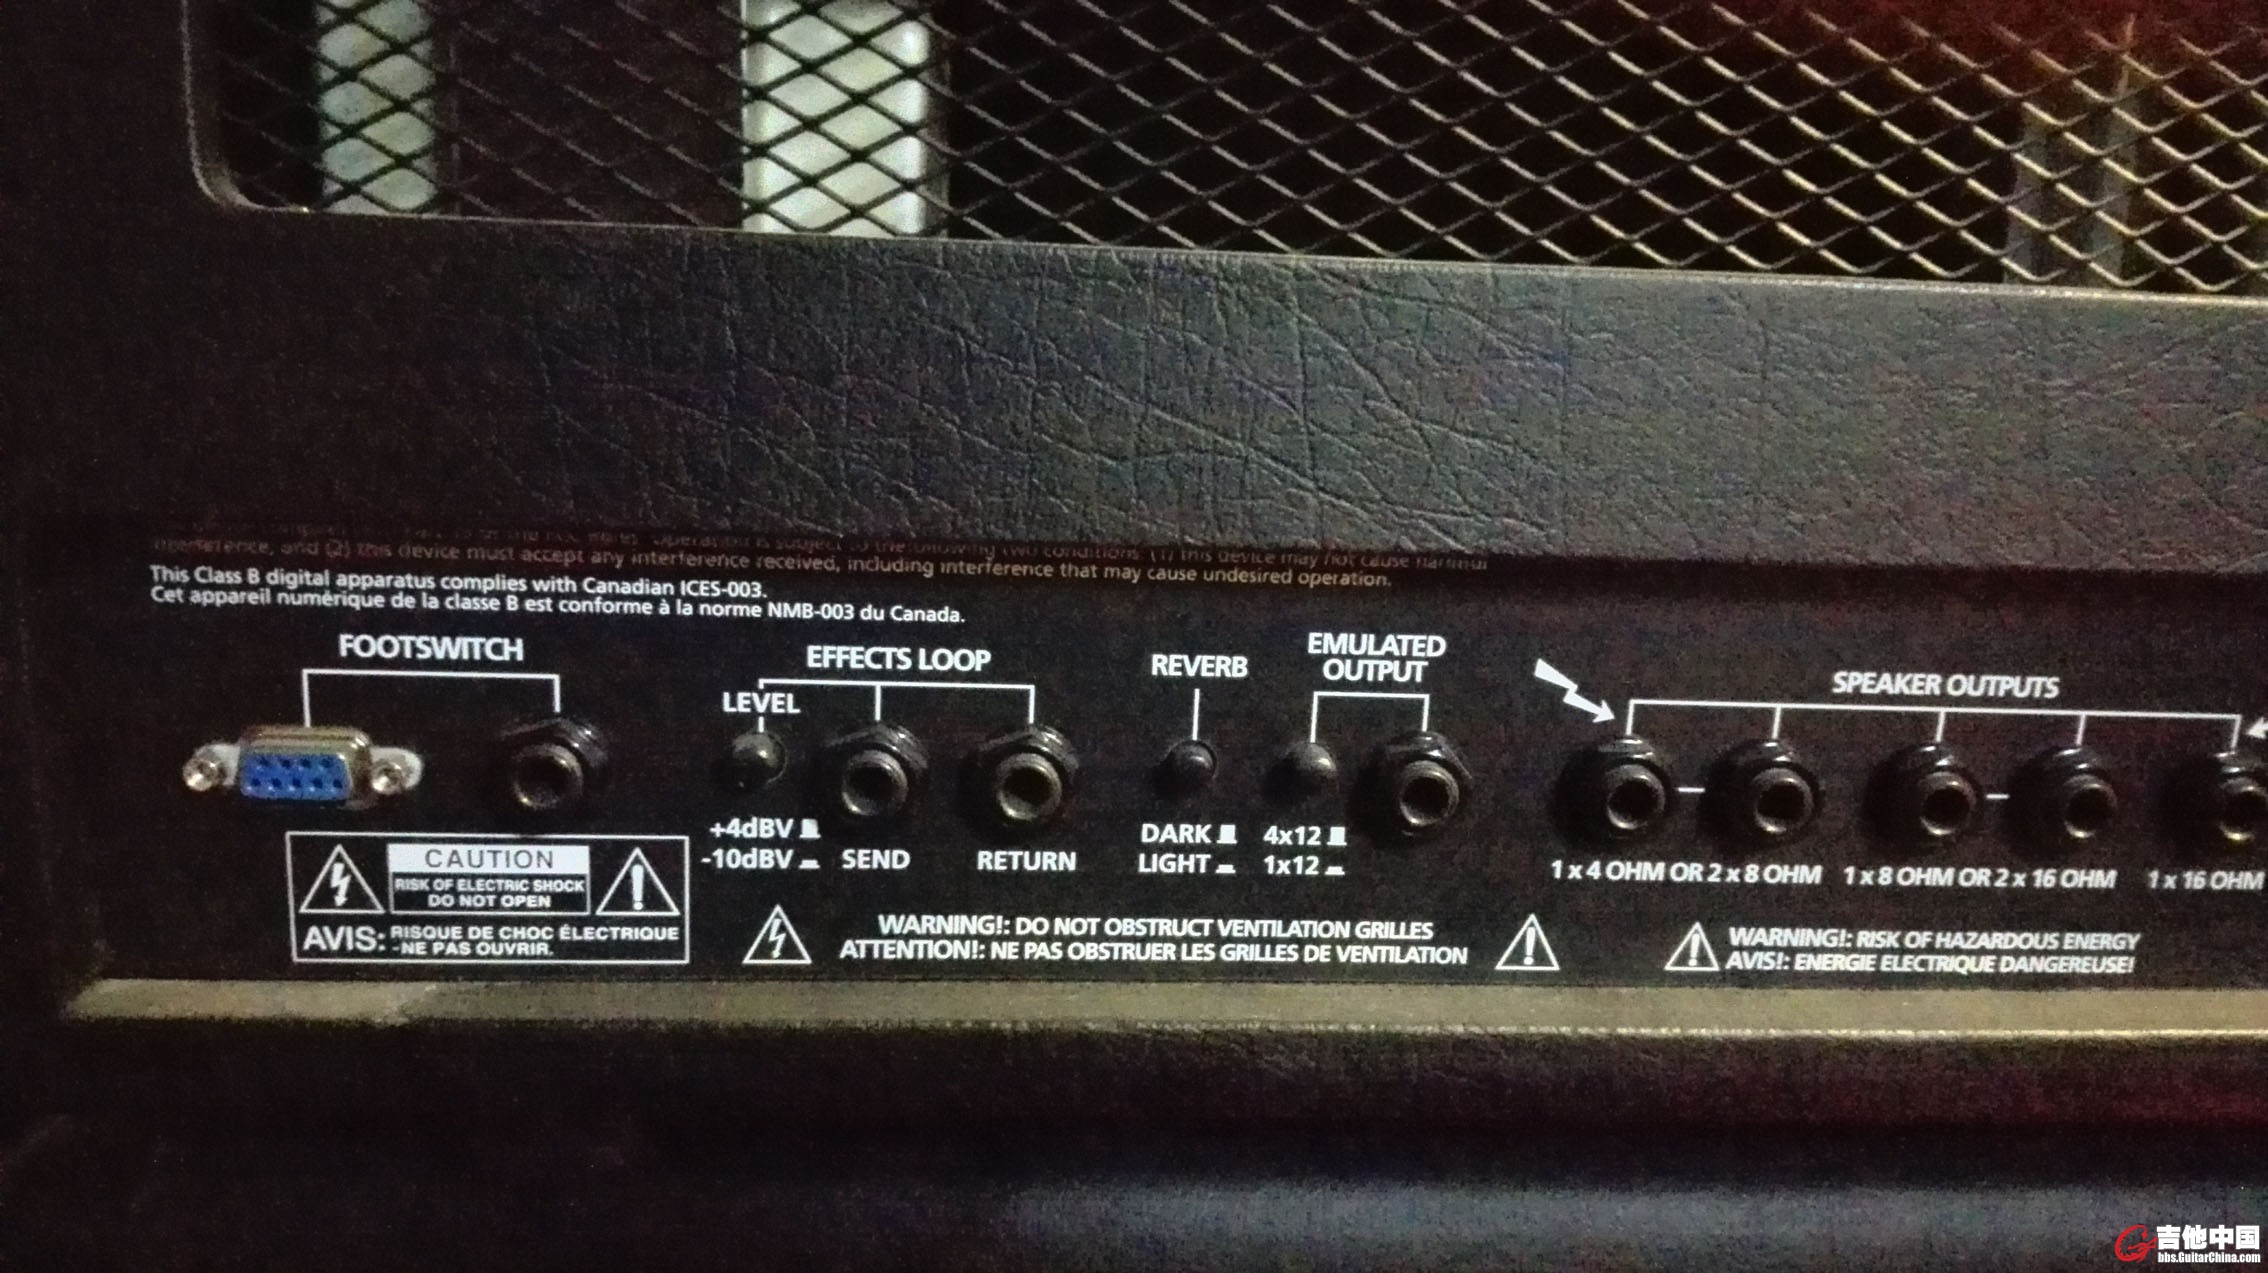 interference, and (2) this device must accept any interference received, including interference that may cause undesired operation.
This Class B digital apparatus complies with Canadian ICES-003.
Cet appareil numérique de la classe B est conforme à la norme NMB-003 du Canada.
FOOTSWITCH
EFFECTS LOOP
LEVEL
REVERB
EMULATED
OUTPUT
SPEAKER OUTPUTS
+4dBV
-10dBV
SEND
RETURN
DARK
LIGHT
4x12
1x12
1 x 4 OHM OR 2 x 8 OHM
1 x 8 OHM OR 2 x 16 OHM
1 x 16 OHM
CAUTION
RISK OF ELECTRIC SHOCK
DO NOT OPEN
AVIS: RISQUE DE CHOC ÉLECTRIQUE
-NE PAS OUVRIR.
WARNING!: DO NOT OBSTRUCT VENTILATION GRILLES
ATTENTION!: NE PAS OBSTRUER LES GRILLES DE VENTILATION
WARNING!: RISK OF HAZARDOUS ENERGY
AVIS!: ENERGIE ELECTRIQUE DANGEREUSE!
吉他中国
bbs.GuitarChina.com